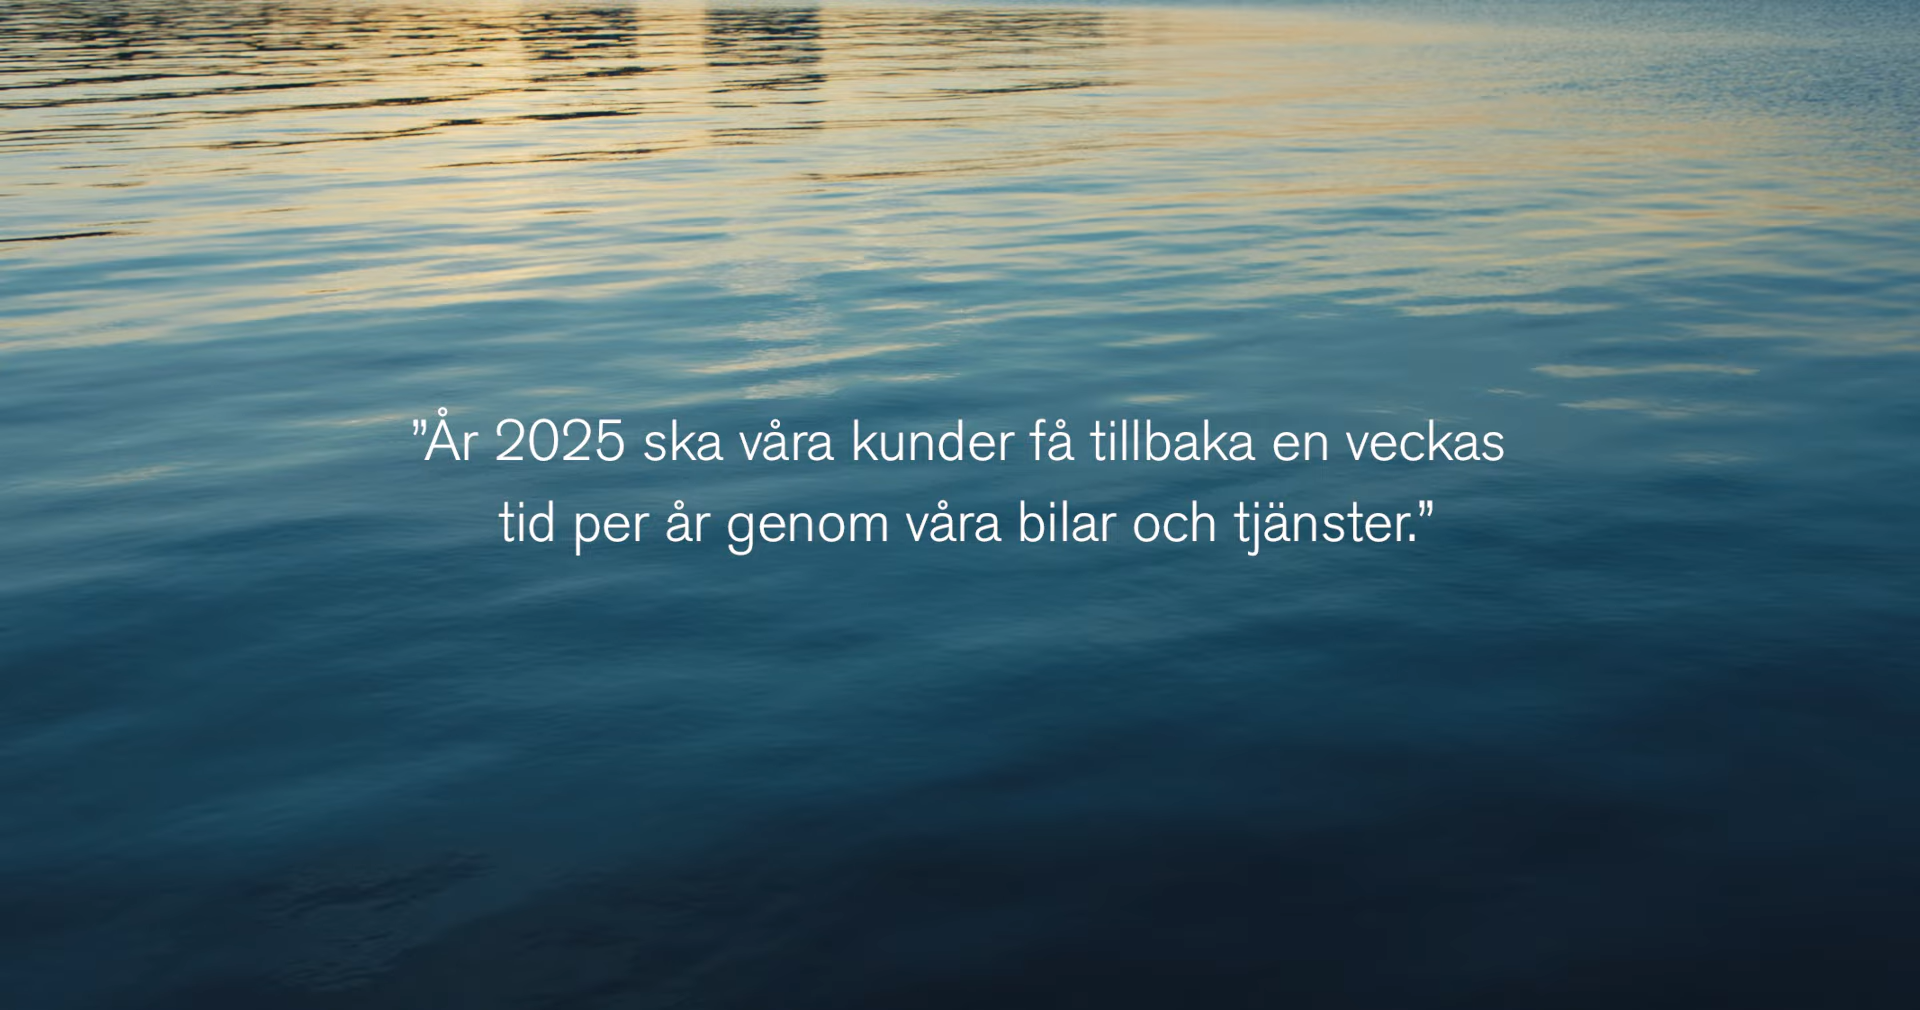 ”År 2025 ska våra kunder få tillbaka en veckas
tid per år genom våra bilar och tjänster.”